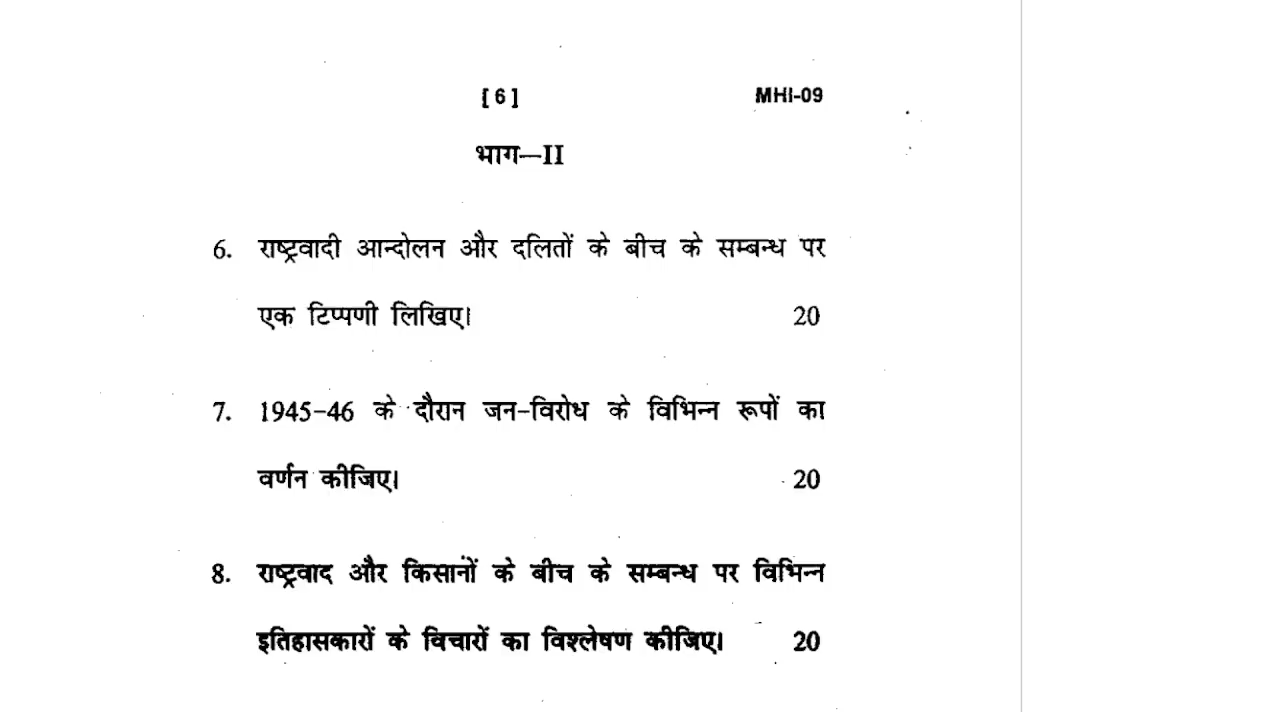 [ 6 ] MHI-09
भाग—II
6. राष्ट्रवादी आन्दोलन और दलितों के बीच के सम्बन्ध पर
एक टिप्पणी लिखिए। 20
7. 1945-46 के दौरान जन-विरोध के विभिन्न रूपों का
वर्णन कीजिए। 20
8. राष्ट्रवाद और किसानों के बीच के सम्बन्ध पर विभिन्न
इतिहासकारों के विचारों का विश्लेषण कीजिए। 20